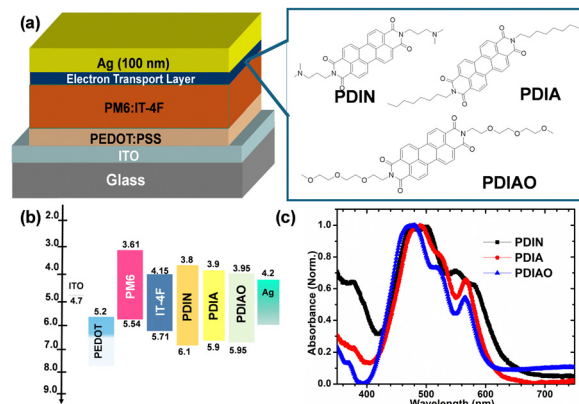 (a)
Ag (100 nm)
Electron Transport Layer
PM6:IT-4F
PEDOT:PSS
ITO
Glass
PDIN
PDIA
PDIAO
(b)
2.0
3.0
4.0
5.0
6.0
7.0
8.0
9.0
ITO
4.7
5.2
PEDOT
3.61
PM6
5.54
4.15
IT-4F
5.71
3.8
PDIN
6.1
3.9
PDIA
5.9
3.95
PDIAO
5.95
4.2
Ag
(c)
Absorbance (Norm.)
1.0
0.8
0.6
0.4
0.2
0.0
PDIN
PDIA
PDIAO
400
500
600
700
Wavelength (nm)